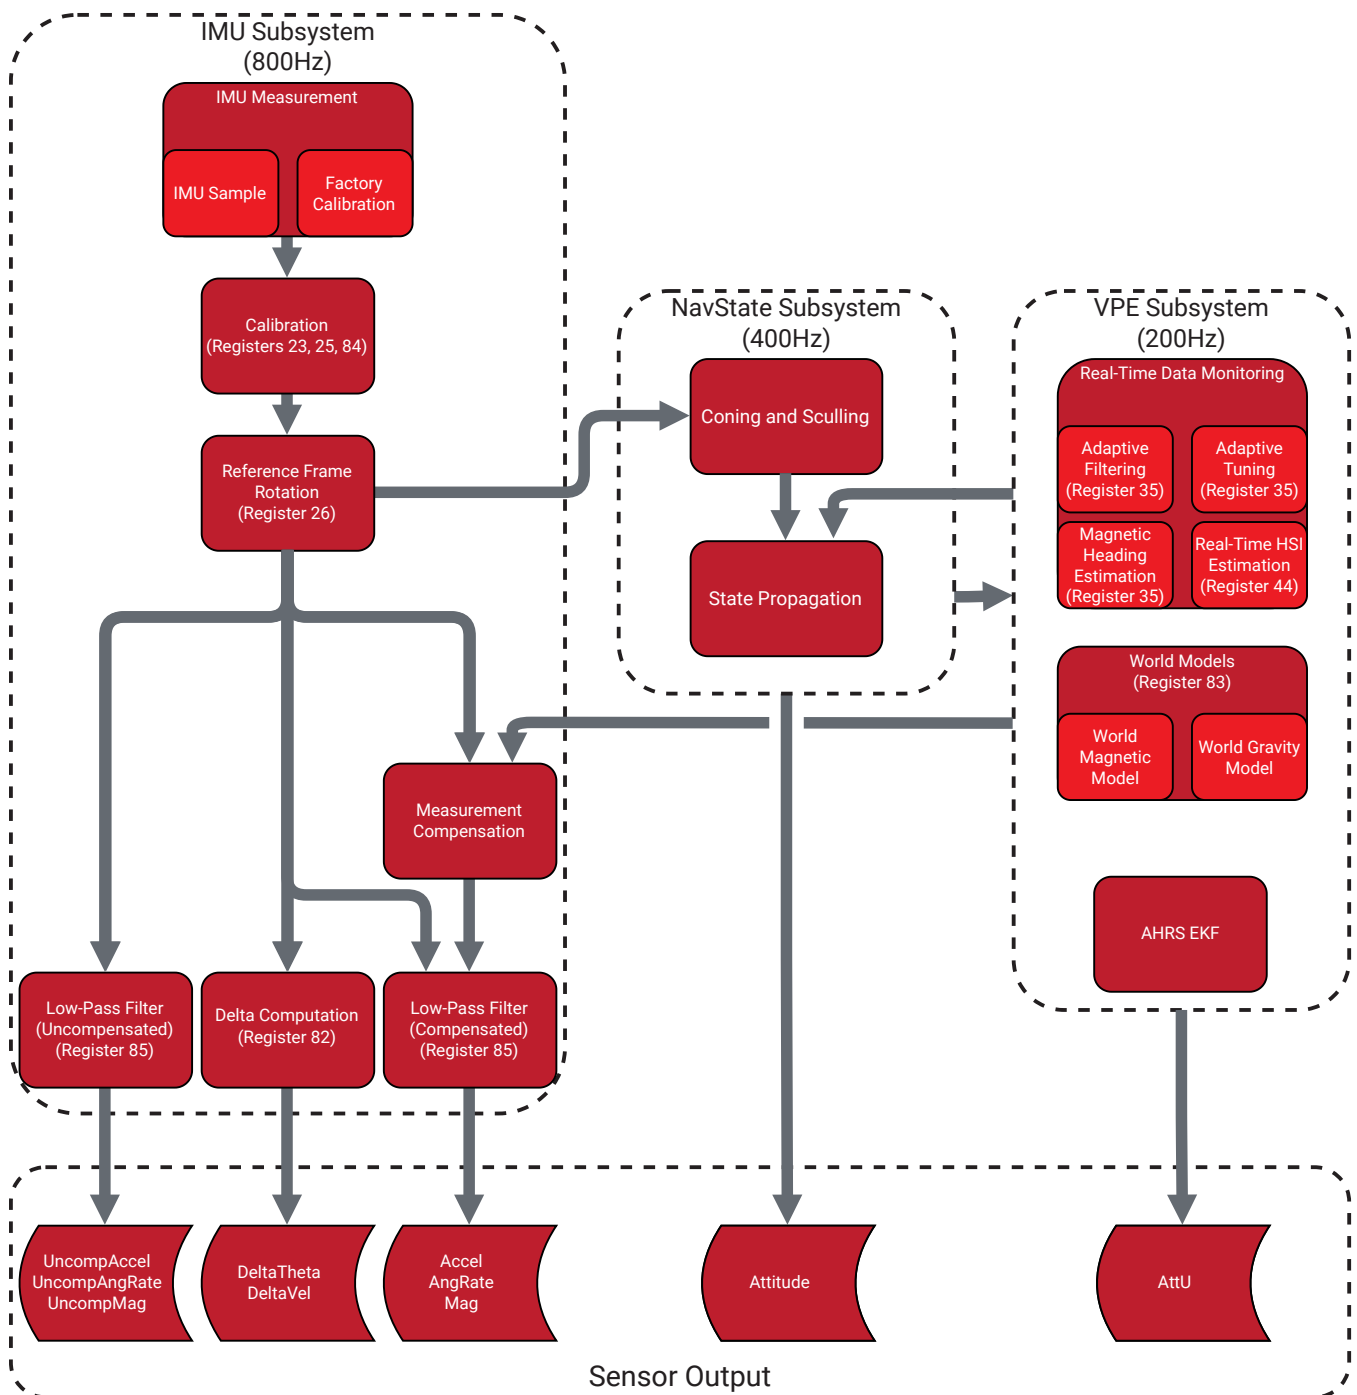 IMU Subsystem
(800Hz)
IMU Measurement
IMU Sample
Factory
Calibration
Calibration
(Registers 23, 25, 84)
Reference Frame
Rotation
(Register 26)
Measurement
Compensation
Low-Pass Filter
(Uncompensated)
(Register 85)
Delta Computation
(Register 82)
Low-Pass Filter
(Compensated)
(Register 85)
NavState Subsystem
(400Hz)
Coning and Sculling
State Propagation
VPE Subsystem
(200Hz)
Real-Time Data Monitoring
Adaptive
Filtering
(Register 35)
Adaptive
Tuning
(Register 35)
Magnetic
Heading
Estimation
(Register 35)
Real-Time HSI
Estimation
(Register 44)
World Models
(Register 83)
World
Magnetic
Model
World Gravity
Model
AHRS EKF
UncompAccel
UncompAngRate
UncompMag
DeltaTheta
DeltaVel
Accel
AngRate
Mag
Attitude
AttU
Sensor Output